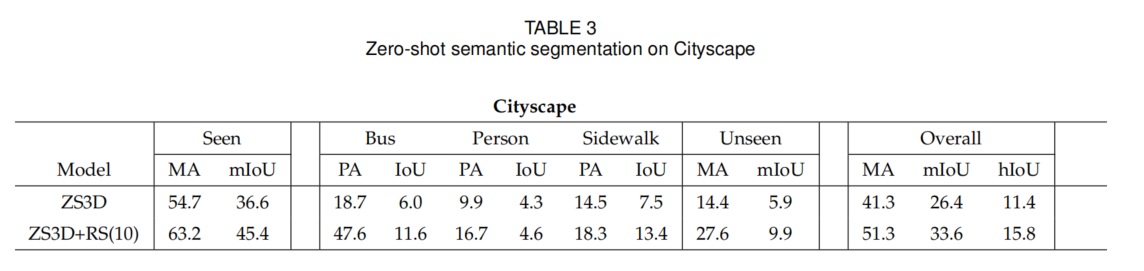 TABLE 3
Zero-shot semantic segmentation on Cityscape
Cityscape
Seen Bus Person Sidewalk Unseen Overall
Model MA mIoU PA IoU PA IoU PA IoU MA mIoU MA mIoU hIoU
ZS3D 54.7 36.6 18.7 6.0 9.9 4.3 14.5 7.5 14.4 5.9 41.3 26.4 11.4
ZS3D+RS(10) 63.2 45.4 47.6 11.6 16.7 4.6 18.3 13.4 27.6 9.9 51.3 33.6 15.8